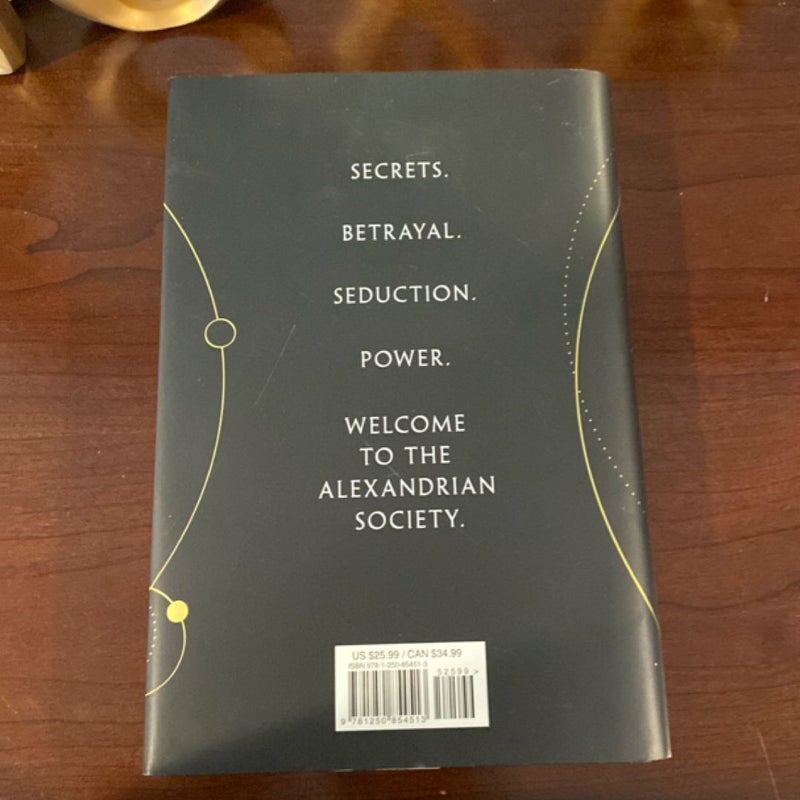 SECRETS.
BETRAYAL.
SEDUCTION.
POWER.
WELCOME
TO THE
ALEXANDRIAN
SOCIETY.
US $25.99 / CAN $34.99
ISBN 978-1-250-85451-3
52599 >
9 781250 854513